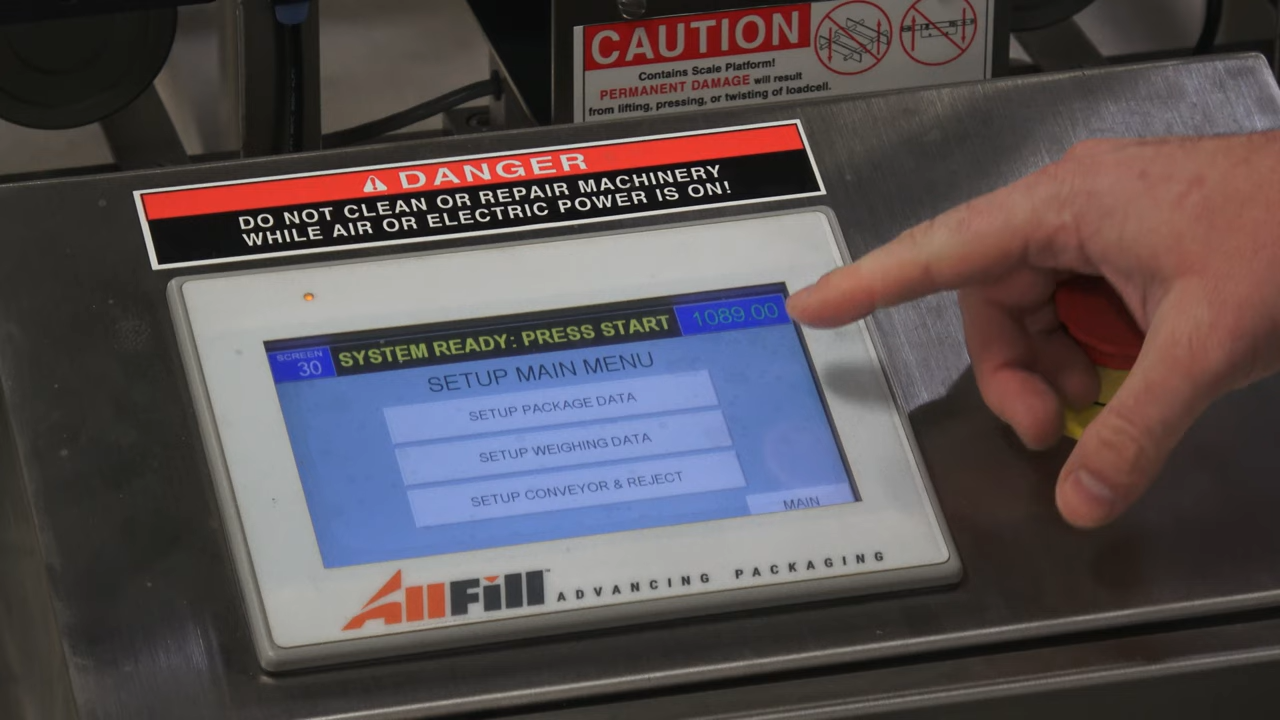 CAUTION
Contains Scale Platform!
PERMANENT DAMAGE will result
from lifting, pressing, or twisting of loadcell.
DANGER
DO NOT CLEAN OR REPAIR MACHINERY
WHILE AIR OR ELECTRIC POWER IS ON!
SCREEN
30
SYSTEM READY: PRESS START
1089.00
SETUP MAIN MENU
SETUP PACKAGE DATA
SETUP WEIGHING DATA
SETUP CONVEYOR & REJECT
MAIN
AllFill™ ADVANCING PACKAGING